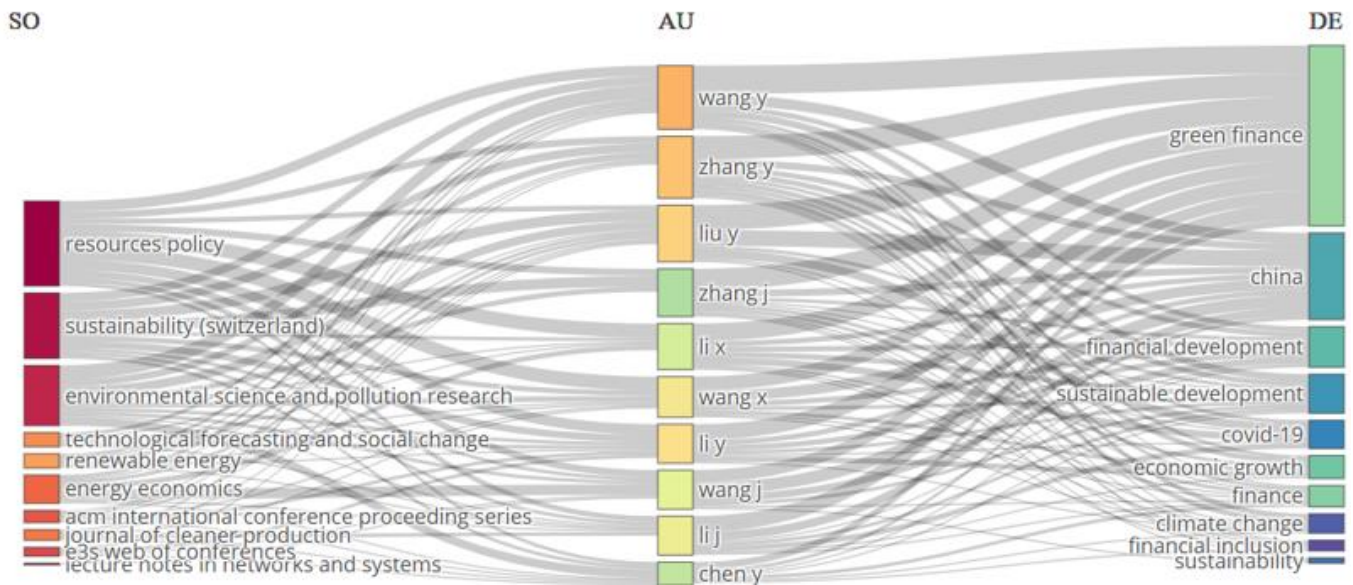 SO
AU
DE
resources policy
sustainability (switzerland)
environmental science and pollution research
technological forecasting and social change
renewable energy
energy economics
acm international conference proceeding series
journal of cleaner production
e3s web of conferences
lecture notes in networks and systems
wang y
zhang y
liu y
zhang j
li x
wang x
li y
wang j
li j
chen y
green finance
china
financial development
sustainable development
covid-19
economic growth
finance
climate change
financial inclusion
sustainability